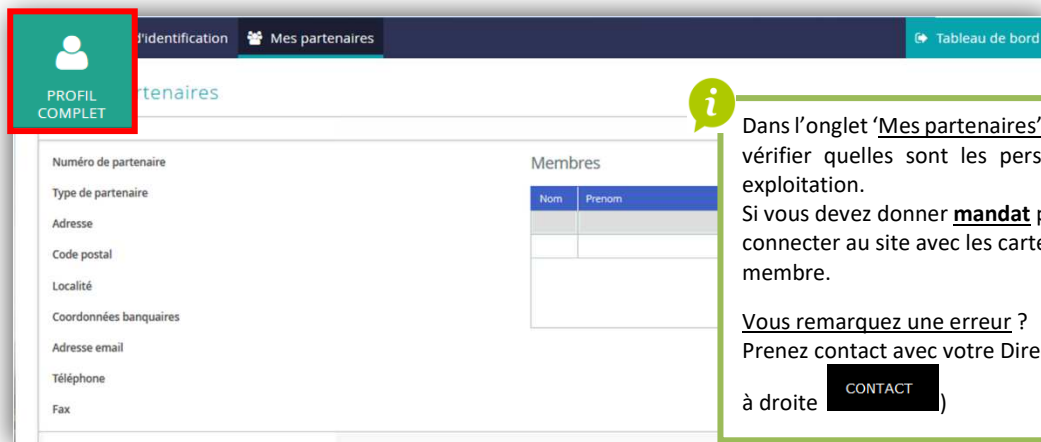 PROFIL
COMPLET
d'identification Mes partenaires Tableau de bord
rtenaires
Numéro de partenaire
Type de partenaire
Adresse
Code postal
Localité
Coordonnées banquaires
Adresse email
Téléphone
Fax
Membres
Nom Prenom
i
Dans l'onglet 'Mes partenaires'
vérifier quelles sont les pers
exploitation.
Si vous devez donner mandat p
connecter au site avec les carte
membre.
Vous remarquez une erreur ?
Prenez contact avec votre Dire
à droite CONTACT )